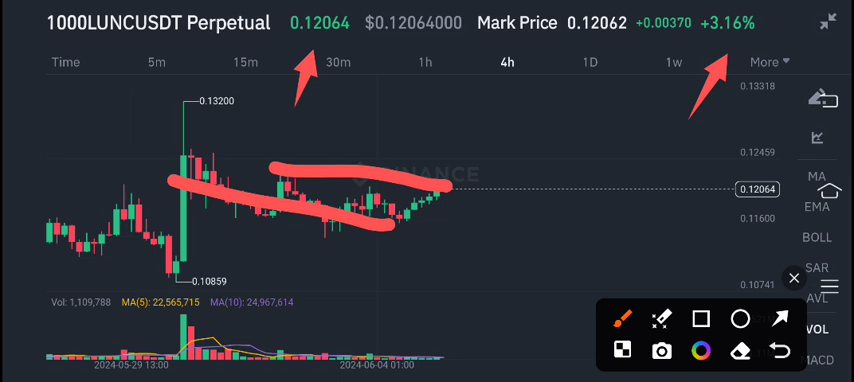 1000LUNCUSDT Perpetual 0.12064 $0.12064000 Mark Price 0.12062 +0.00370 +3.16%
Time 5m 15m 30m 1h 4h 1D 1w More
0.13318
0.13200
MA
0.12459
BINANCE
0.12064
EMA
0.11600
BOLL
SAR
0.10859
0.10741
AVL
Vol: 1,109,788 MA(5): 22,565,715 MA(10): 24,967,614
VOL
MACD
2024-05-29 13:00 2024-06-04 01:00